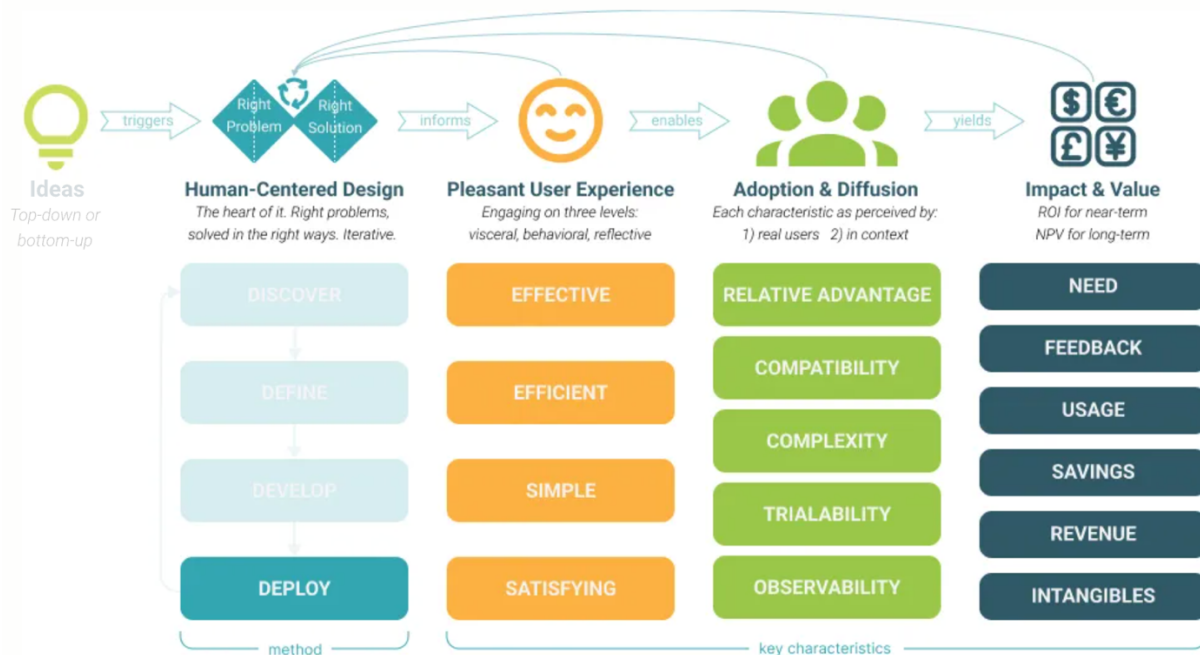 triggers
Right
Problem
Right
Solution
informs
enables
yields
$ €
£ ¥
Ideas
Top-down or
bottom-up
Human-Centered Design
The heart of it. Right problems,
solved in the right ways. Iterative.
Pleasant User Experience
Engaging on three levels:
visceral, behavioral, reflective
Adoption & Diffusion
Each characteristic as perceived by:
1) real users 2) in context
Impact & Value
ROI for near-term
NPV for long-term
DISCOVER
DEFINE
DEVELOP
DEPLOY
method
EFFECTIVE
EFFICIENT
SIMPLE
SATISFYING
RELATIVE ADVANTAGE
COMPATIBILITY
COMPLEXITY
TRIALABILITY
OBSERVABILITY
NEED
FEEDBACK
USAGE
SAVINGS
REVENUE
INTANGIBLES
key characteristics